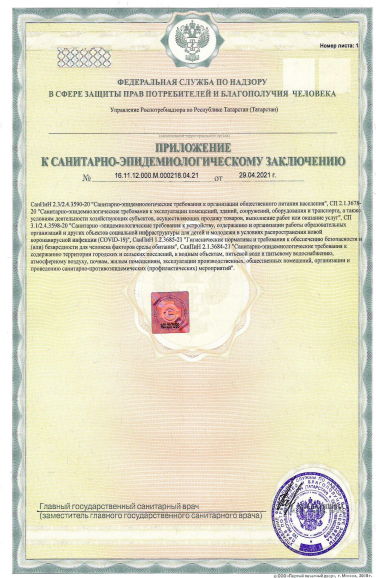 Номер листа: 1
ФЕДЕРАЛЬНАЯ СЛУЖБА ПО НАДЗОРУ
В СФЕРЕ ЗАЩИТЫ ПРАВ ПОТРЕБИТЕЛЕЙ И БЛАГОПОЛУЧИЯ ЧЕЛОВЕКА
Управление Роспотребнадзора по Республике Татарстан (Татарстан)
ПРИЛОЖЕНИЕ
К САНИТАРНО-ЭПИДЕМИОЛОГИЧЕСКОМУ ЗАКЛЮЧЕНИЮ
№ 16.11.12.000.М.000218.04.21 от 29.04.2021 г.
СанПиН 2.3/2.4.3590-20 "Санитарно-эпидемиологические требования к организации общественного питания населения", СП 2.1.3678-
20 "Санитарно-эпидемиологические требования к эксплуатации помещений, зданий, сооружений, оборудования и транспорта, а также
условиям деятельности хозяйствующих субъектов, осуществляющих продажу товаров, выполнение работ или оказание услуг", СП
3.1/2.4.3598-20 "Санитарно-эпидемиологические требования к устройству, содержанию и организации работы образовательных
организаций и других объектов социальной инфраструктуры для детей и молодежи в условиях распространения новой
коронавирусной инфекции (COVID-19)", СанПиН 1.2.3685-21 "Гигиенические нормативы и требования к обеспечению безопасности и
(или) безвредности для человека факторов среды обитания", СанПиН 2.1.3684-21 "Санитарно-эпидемиологические требования к
содержанию территорий городских и сельских поселений, к водным объектам, питьевой воде и питьевому водоснабжению,
атмосферному воздуху, почвам, жилым помещениям, эксплуатации производственных, общественных помещений, организации и
проведению санитарно-противоэпидемических (профилактических) мероприятий".
Главный государственный санитарный врач
(заместитель главного государственного санитарного врача)